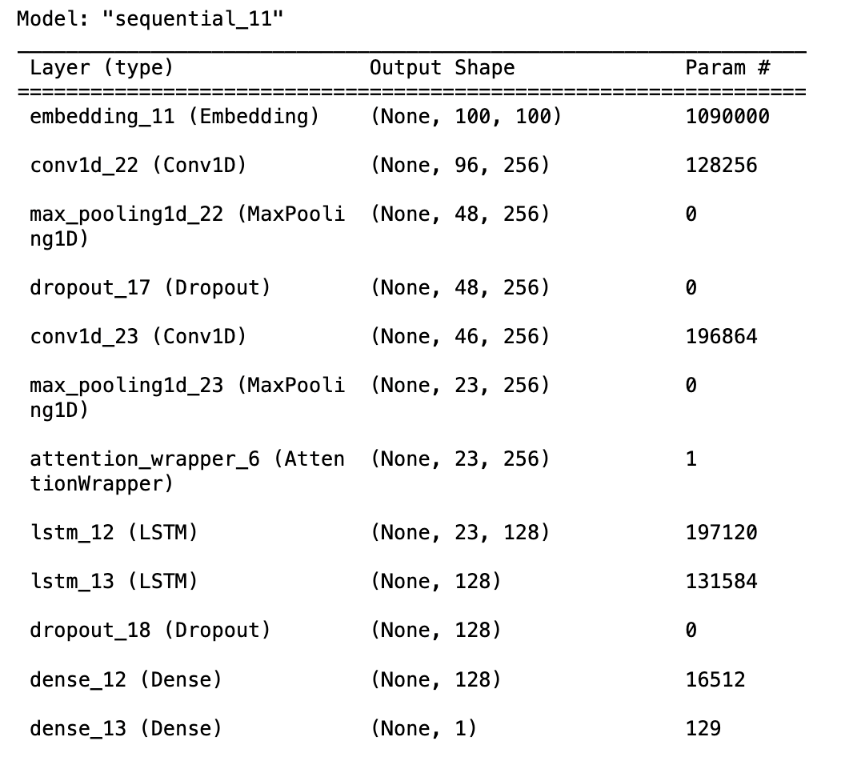 Model: "sequential_11"
Layer (type) Output Shape Param #
embedding_11 (Embedding) (None, 100, 100) 1090000
conv1d_22 (Conv1D) (None, 96, 256) 128256
max_pooling1d_22 (MaxPooli (None, 48, 256) 0
ng1D)
dropout_17 (Dropout) (None, 48, 256) 0
conv1d_23 (Conv1D) (None, 46, 256) 196864
max_pooling1d_23 (MaxPooli (None, 23, 256) 0
ng1D)
attention_wrapper_6 (Atten (None, 23, 256) 1
tionWrapper)
lstm_12 (LSTM) (None, 23, 128) 197120
lstm_13 (LSTM) (None, 128) 131584
dropout_18 (Dropout) (None, 128) 0
dense_12 (Dense) (None, 128) 16512
dense_13 (Dense) (None, 1) 129